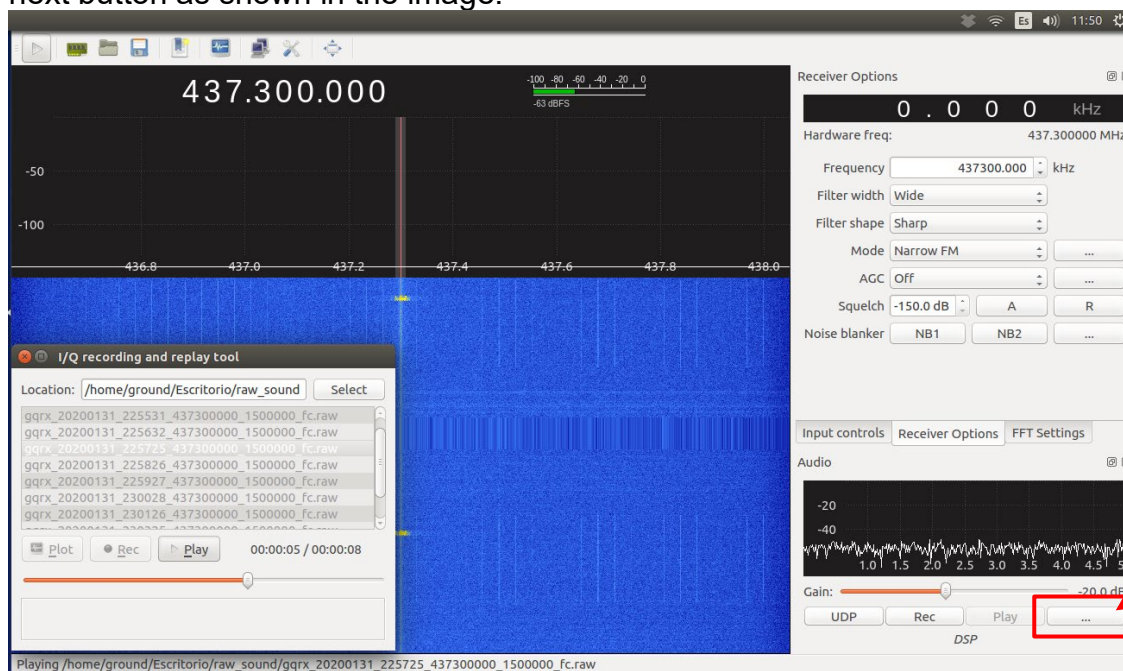 next button as shown in the image.
Es 11:50
437.300.000
-100 -80 -60 -40 -20 0
-63 dBFS
-50
-100
436.8 437.0 437.2 437.4 437.6 437.8 438.0
I/Q recording and replay tool
Location: /home/ground/Escritorio/raw_sound Select
gqrx_20200131_225531_437300000_1500000_fc.raw
gqrx_20200131_225632_437300000_1500000_fc.raw
gqrx_20200131_225725_437300000_1500000_fc.raw
gqrx_20200131_225826_437300000_1500000_fc.raw
gqrx_20200131_225927_437300000_1500000_fc.raw
gqrx_20200131_230028_437300000_1500000_fc.raw
gqrx_20200131_230126_437300000_1500000_fc.raw
Plot Rec Play 00:00:05 / 00:00:08
Receiver Options
0.000 kHz
Hardware freq: 437.300000 MHz
Frequency 437300.000 kHz
Filter width Wide
Filter shape Sharp
Mode Narrow FM ...
AGC Off ...
Squelch -150.0 dB A R
Noise blanker NB1 NB2 ...
Input controls Receiver Options FFT Settings
Audio
-20
-40
1.0 1.5 2.0 2.5 3.0 3.5 4.0 4.5 5
Gain: -20.0 dB
UDP Rec Play ...
DSP
Playing /home/ground/Escritorio/raw_sound/gqrx_20200131_225725_437300000_1500000_fc.raw